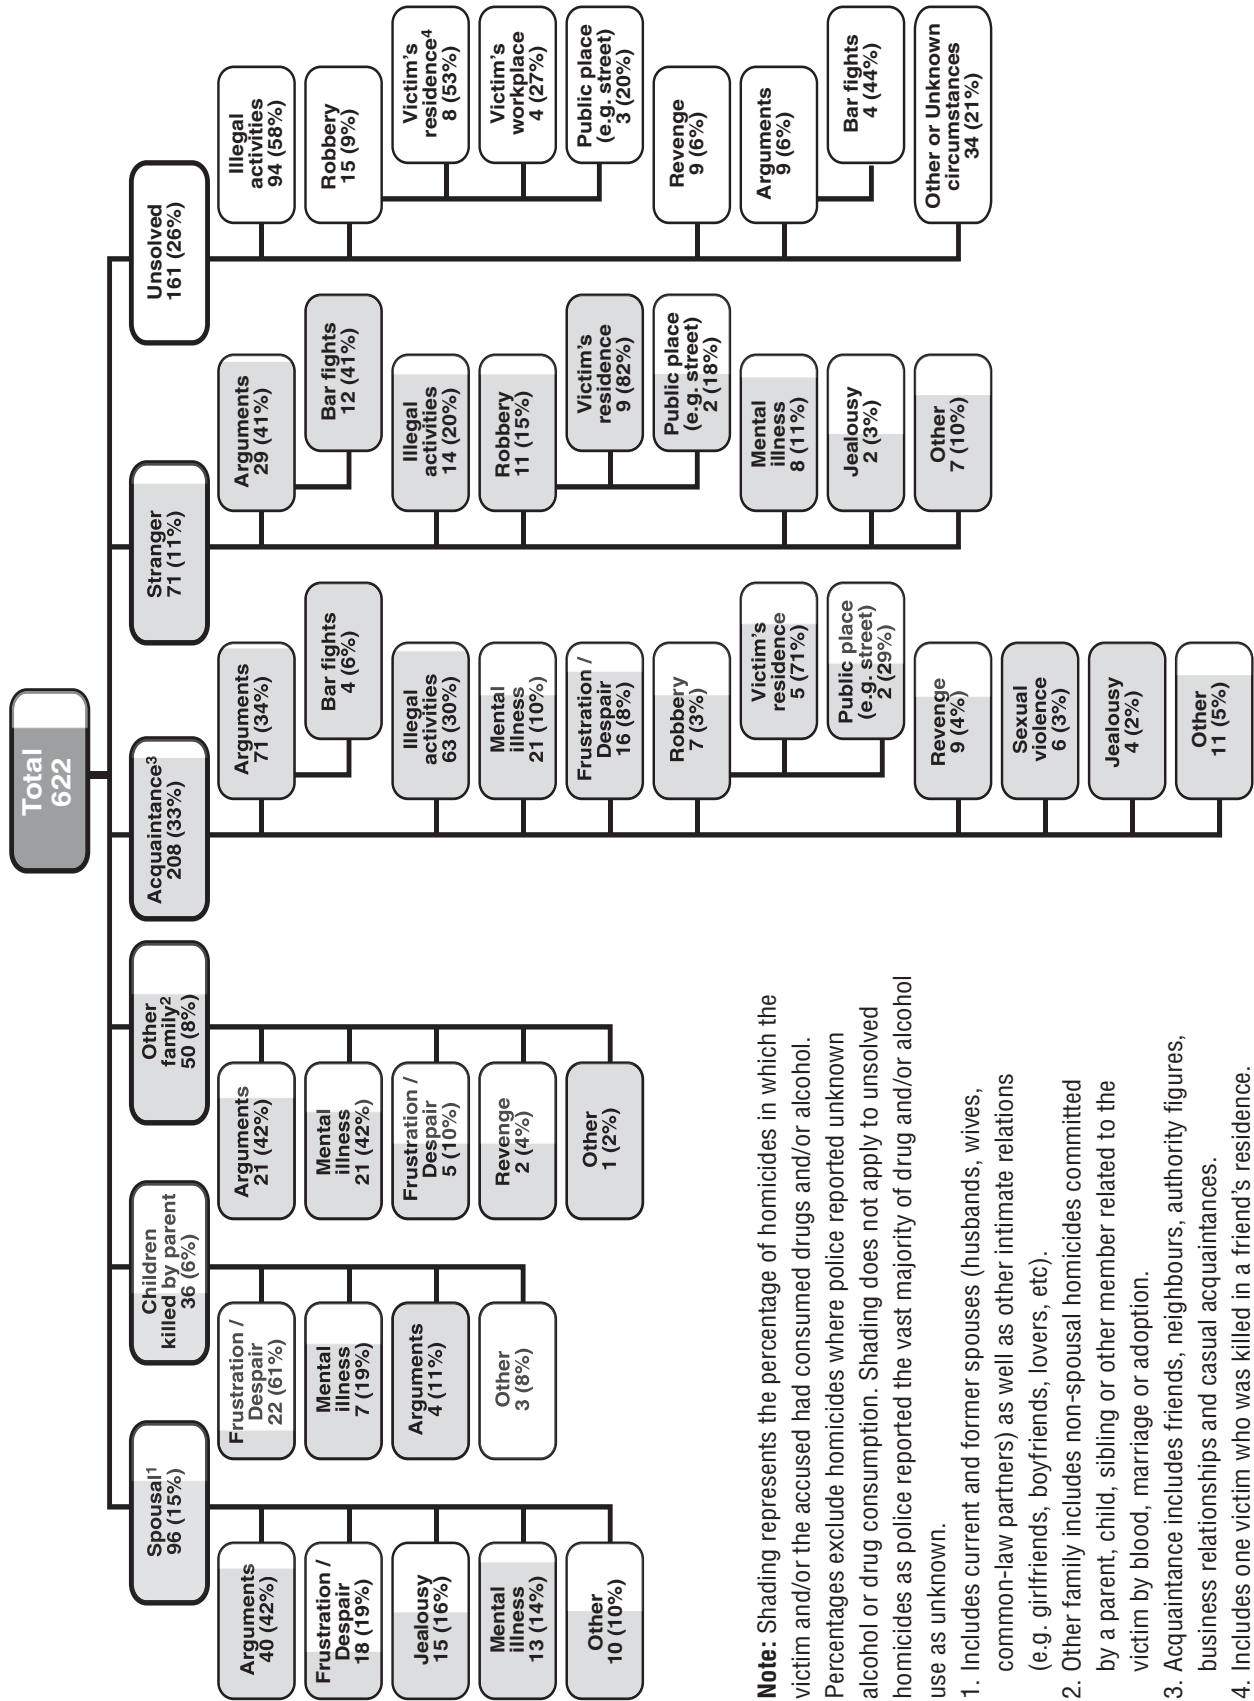 Total
622
Spousal1
96 (15%)
Arguments
40 (42%)
Frustration /
Despair
18 (19%)
Jealousy
15 (16%)
Mental
illness
13 (14%)
Other
10 (10%)
Children
killed by parent
36 (6%)
Frustration /
Despair
22 (61%)
Mental
illness
7 (19%)
Arguments
4 (11%)
Other
3 (8%)
Other
family2
50 (8%)
Arguments
21 (42%)
Mental
illness
21 (42%)
Frustration /
Despair
5 (10%)
Revenge
2 (4%)
Other
1 (2%)
Acquaintance3
208 (33%)
Arguments
71 (34%)
Bar fights
4 (6%)
Illegal
activities
63 (30%)
Mental
illness
21 (10%)
Frustration /
Despair
16 (8%)
Robbery
7 (3%)
Victim's
residence
5 (71%)
Public place
(e.g. street)
2 (29%)
Revenge
9 (4%)
Sexual
violence
6 (3%)
Jealousy
4 (2%)
Other
11 (5%)
Stranger
71 (11%)
Arguments
29 (41%)
Bar fights
12 (41%)
Illegal
activities
14 (20%)
Robbery
11 (15%)
Victim's
residence
9 (82%)
Public place
(e.g. street)
2 (18%)
Mental
illness
8 (11%)
Jealousy
2 (3%)
Other
7 (10%)
Unsolved
161 (26%)
Illegal
activities
94 (58%)
Robbery
15 (9%)
Victim's
residence4
8 (53%)
Victim's
workplace
4 (27%)
Public place
(e.g. street)
3 (20%)
Revenge
9 (6%)
Arguments
9 (6%)
Bar fights
4 (44%)
Other or Unknown
circumstances
34 (21%)
Note: Shading represents the percentage of homicides in which the
victim and/or the accused had consumed drugs and/or alcohol.
Percentages exclude homicides where police reported unknown
alcohol or drug consumption. Shading does not apply to unsolved
homicides as police reported the vast majority of drug and/or alcohol
use as unknown.
1. Includes current and former spouses (husbands, wives,
common-law partners) as well as other intimate relations
(e.g. girlfriends, boyfriends, lovers, etc).
2. Other family includes non-spousal homicides committed
by a parent, child, sibling or other member related to the
victim by blood, marriage or adoption.
3. Acquaintance includes friends, neighbours, authority figures,
business relationships and casual acquaintances.
4. Includes one victim who was killed in a friend's residence.